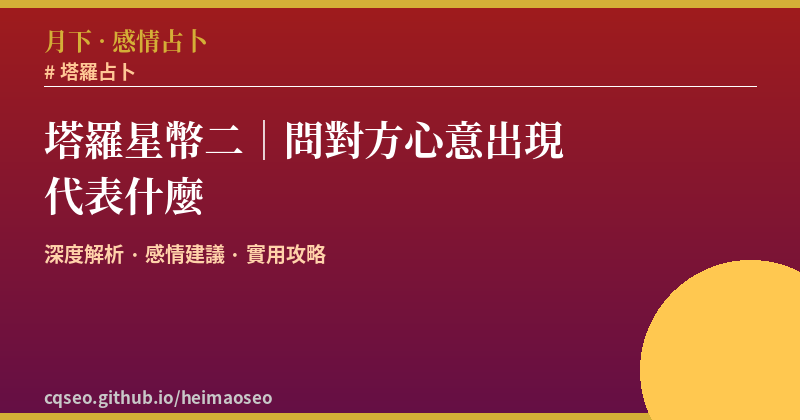 月下 · 感情占卜
# 塔羅占卜
塔羅星幣二｜問對方心意出現
代表什麼
深度解析 · 感情建議 · 實用攻略
cqseo.github.io/heimaoseo